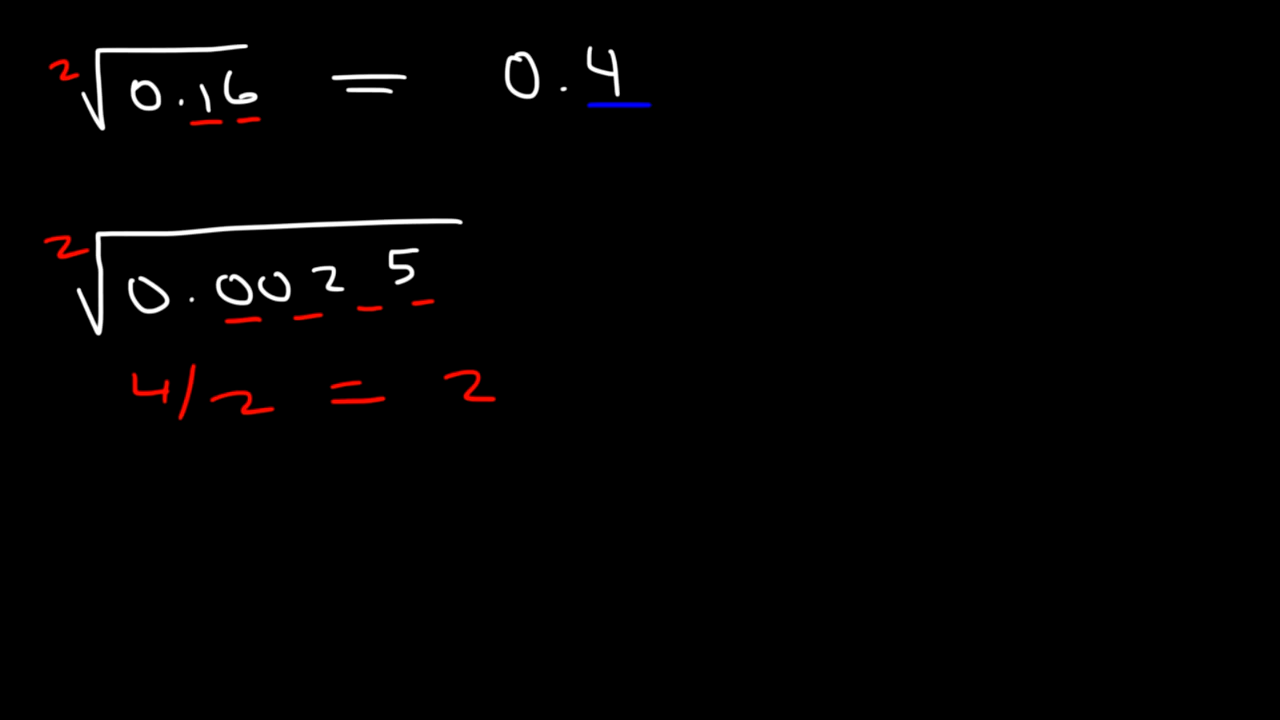 ²√0.16 = 0.4
²√0.0025
4/2 = 2